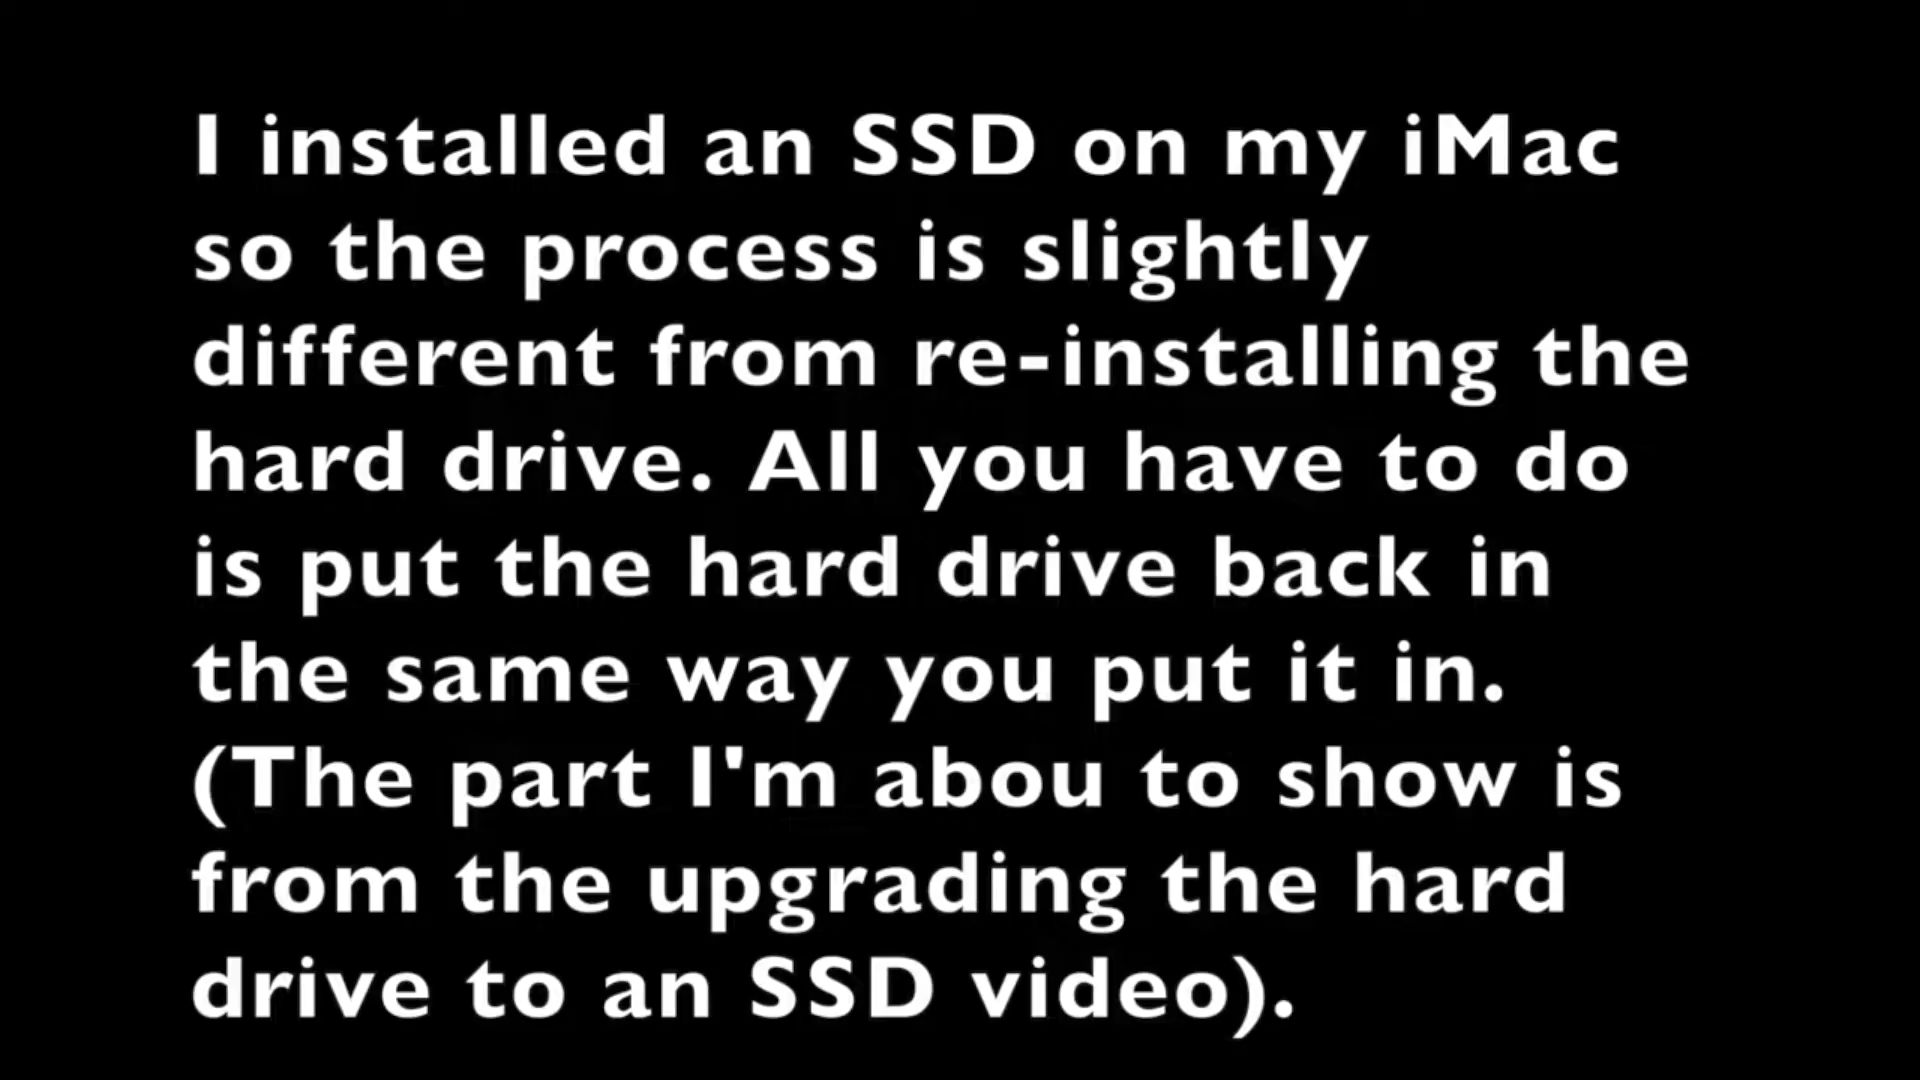 I installed an SSD on my iMac
so the process is slightly
different from re-installing the
hard drive. All you have to do
is put the hard drive back in
the same way you put it in.
(The part I'm abou to show is
from the upgrading the hard
drive to an SSD video).